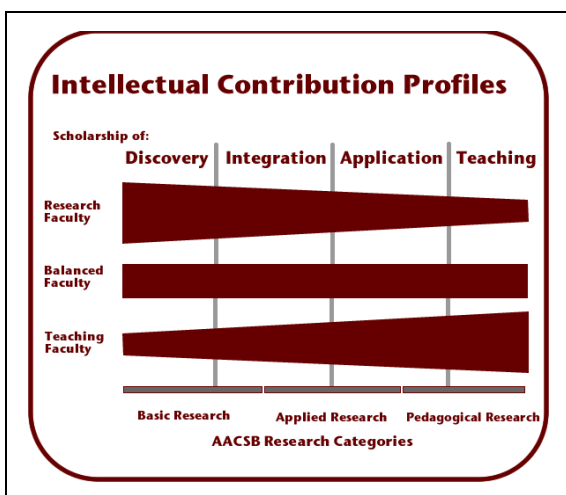 Intellectual Contribution Profiles
Scholarship of:
Discovery Integration Application Teaching
Research
Faculty
Balanced
Faculty
Teaching
Faculty
Basic Research Applied Research Pedagogical Research
AACSB Research Categories